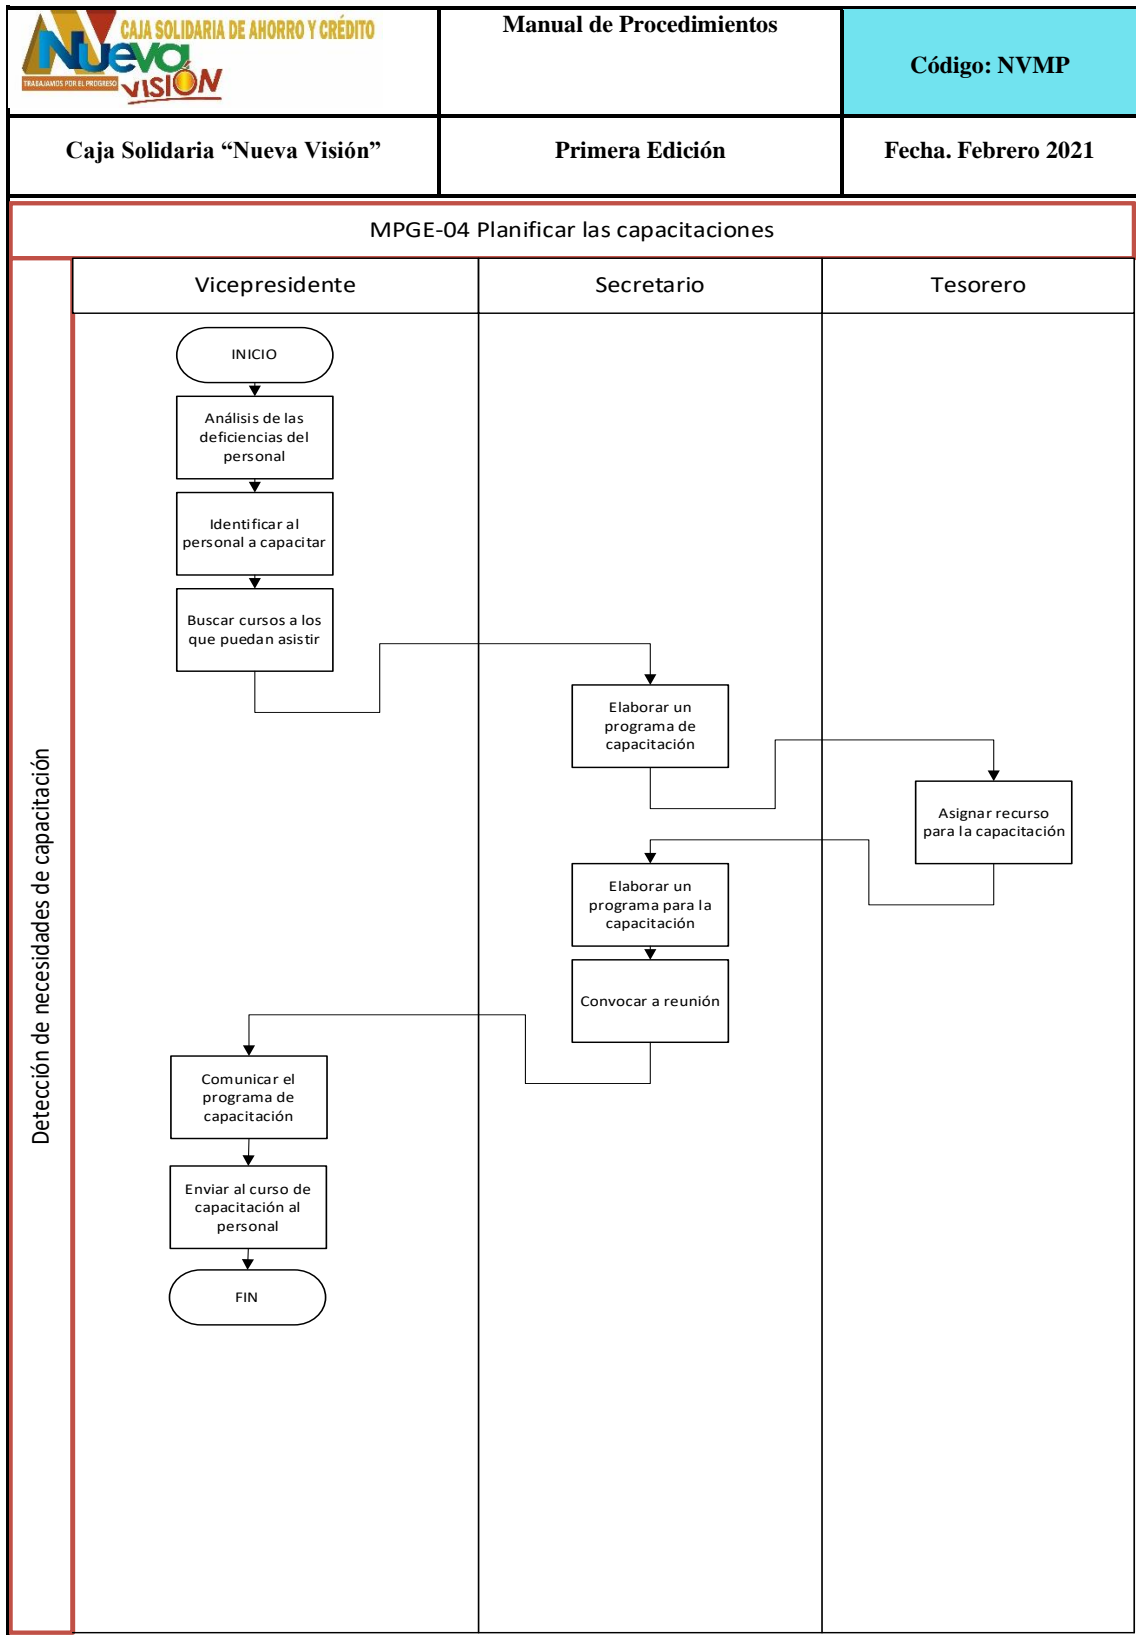 CAJA SOLIDARIA DE AHORRO Y CRÉDITO
Nueva
TRABAJAMOS POR EL PROGRESO
VISIÓN
Manual de Procedimientos
Código: NVMP
Caja Solidaria “Nueva Visión”
Primera Edición
Fecha. Febrero 2021
MPGE-04 Planificar las capacitaciones
Vicepresidente
Secretario
Tesorero
Detección de necesidades de capacitación
INICIO
Análisis de las
deficiencias del
personal
Identificar al
personal a capacitar
Buscar cursos a los
que puedan asistir
Elaborar un
programa de
capacitación
Asignar recurso
para la capacitación
Elaborar un
programa para la
capacitación
Convocar a reunión
Comunicar el
programa de
capacitación
Enviar al curso de
capacitación al
personal
FIN